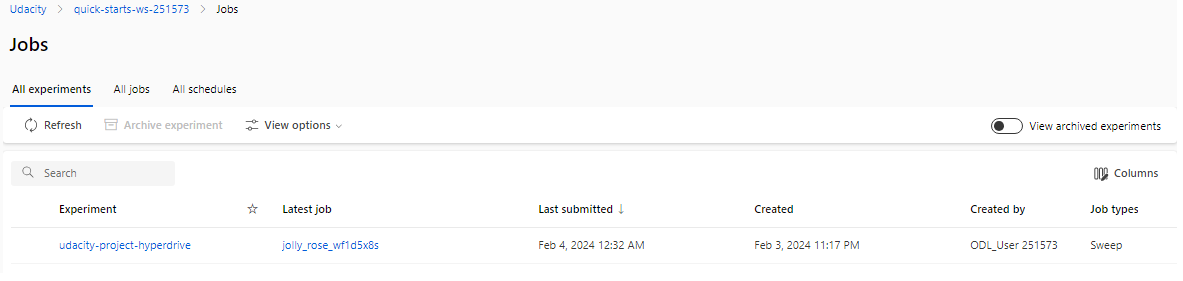 Udacity > quick-starts-ws-251573 > Jobs
Jobs
All experiments All jobs All schedules
Refresh Archive experiment View options View archived experiments
Search Columns
Experiment Latest job Last submitted ↓ Created Created by Job types
udacity-project-hyperdrive jolly_rose_wf1d5x8s Feb 4, 2024 12:32 AM Feb 3, 2024 11:17 PM ODL_User 251573 Sweep